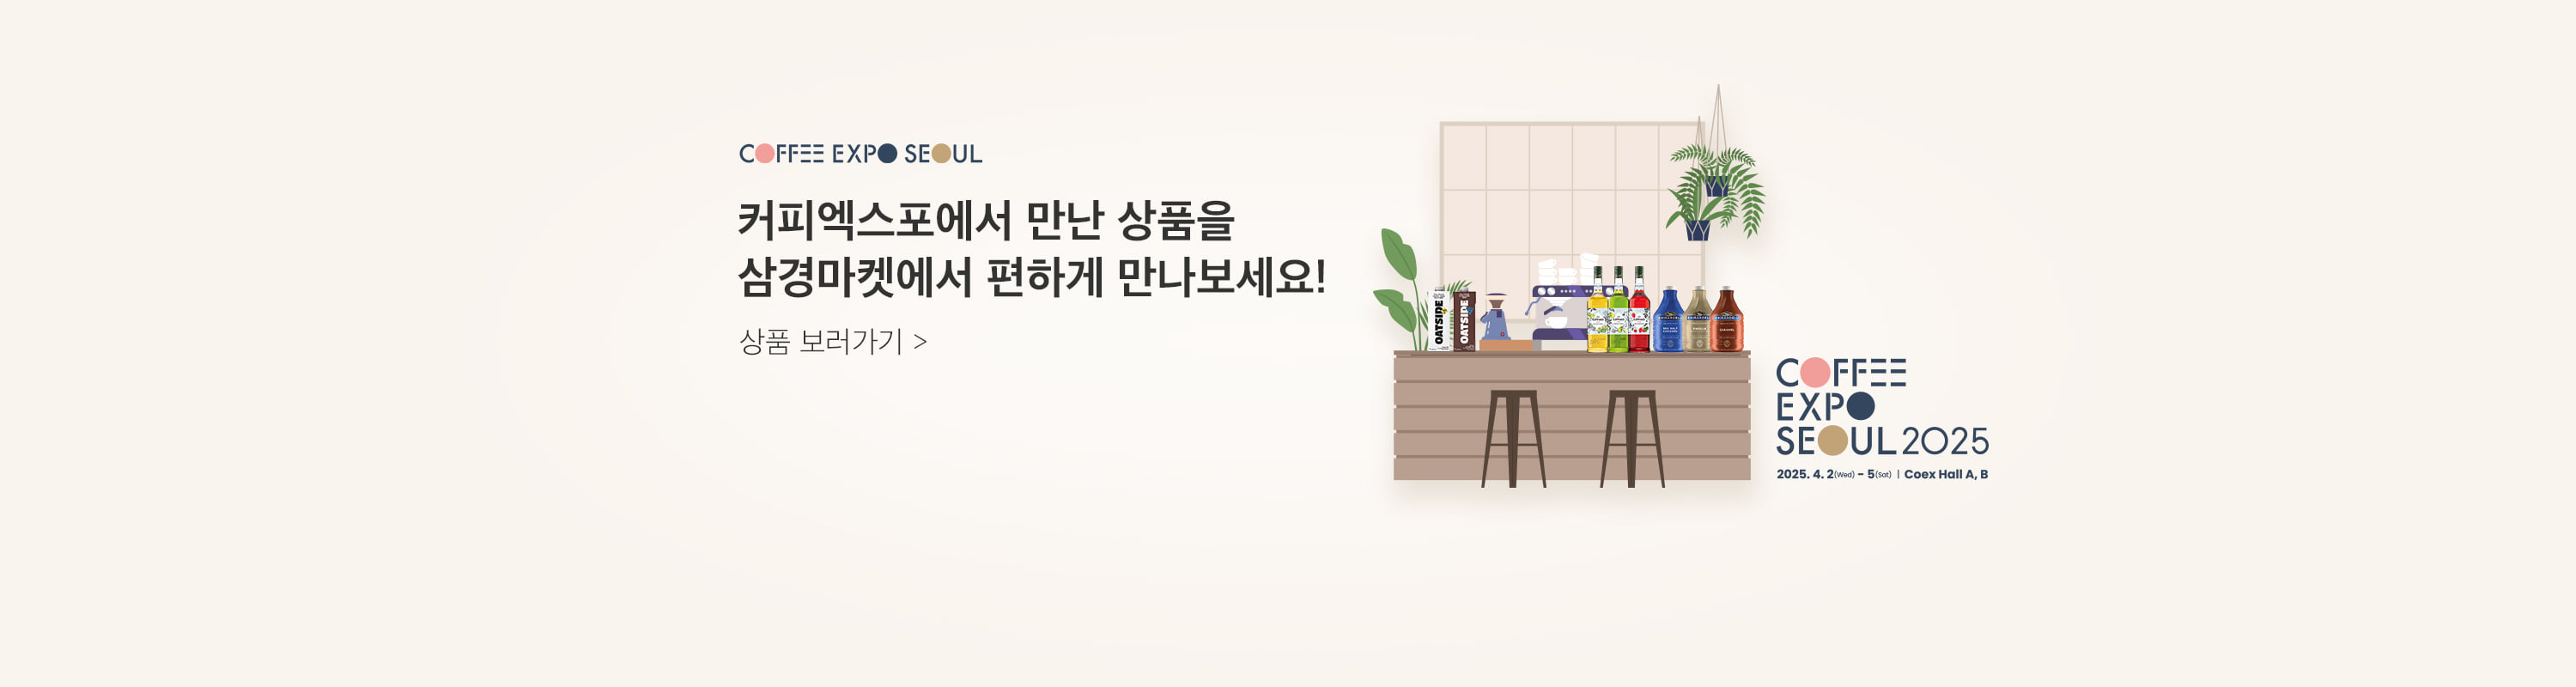 COFFEE EXPO SEOUL
커피엑스포에서 만난 상품을
삼경마켓에서 편하게 만나보세요!
상품 보러가기 >
OATSIDE
OATSIDE
COFFEE
EXPO
SEOUL 2025
2025. 4. 2(Wed) - 5(Sat) | Coex Hall A, B